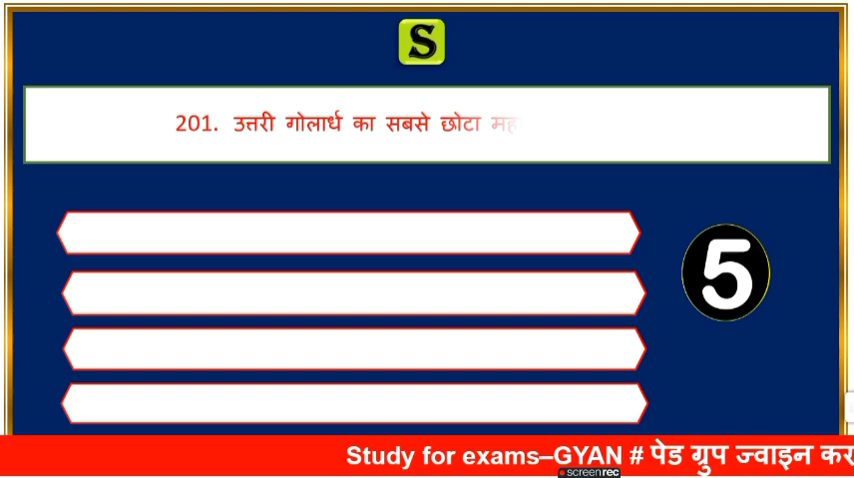 S
201. उत्तरी गोलार्ध का सबसे छोटा
5
Study for exams–GYAN # पेड ग्रुप ज्वाइन कर
screenrec